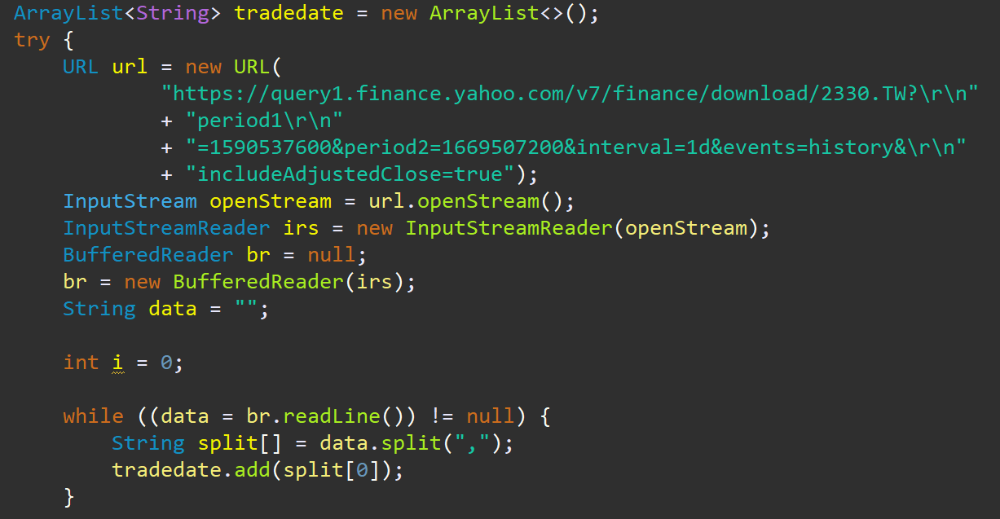 ArrayList<String> tradedate = new ArrayList<>();
try {
    URL url = new URL(
            "https://query1.finance.yahoo.com/v7/finance/download/2330.TW?\r\n"
            + "period1\r\n"
            + "=1590537600&period2=1669507200&interval=1d&events=history&\r\n"
            + "includeAdjustedClose=true");
    InputStream openStream = url.openStream();
    InputStreamReader irs = new InputStreamReader(openStream);
    BufferedReader br = null;
    br = new BufferedReader(irs);
    String data = "";

    int i = 0;

    while ((data = br.readLine()) != null) {
        String split[] = data.split(",");
        tradedate.add(split[0]);
    }